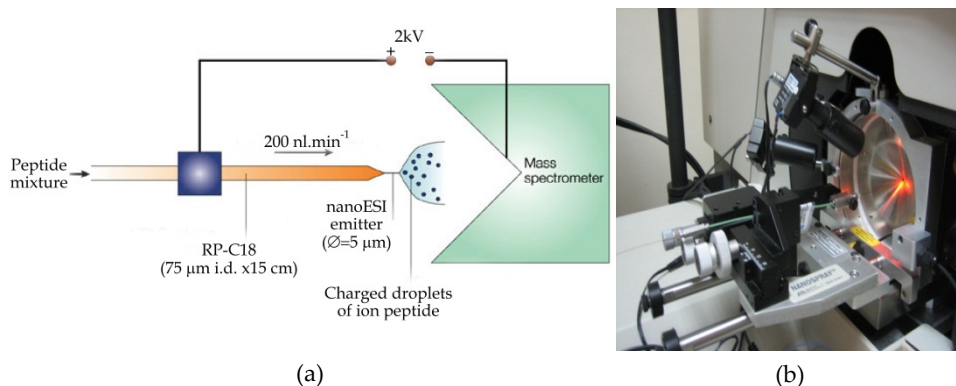 2kV
+ −
200 nl.min⁻¹
Peptide
mixture
Mass
spectrometer
nanoESI
emitter
(Ø=5 µm)
RP-C18
(75 µm i.d. x15 cm)
Charged droplets
of ion peptide
NANOSPRAY
(a)
(b)